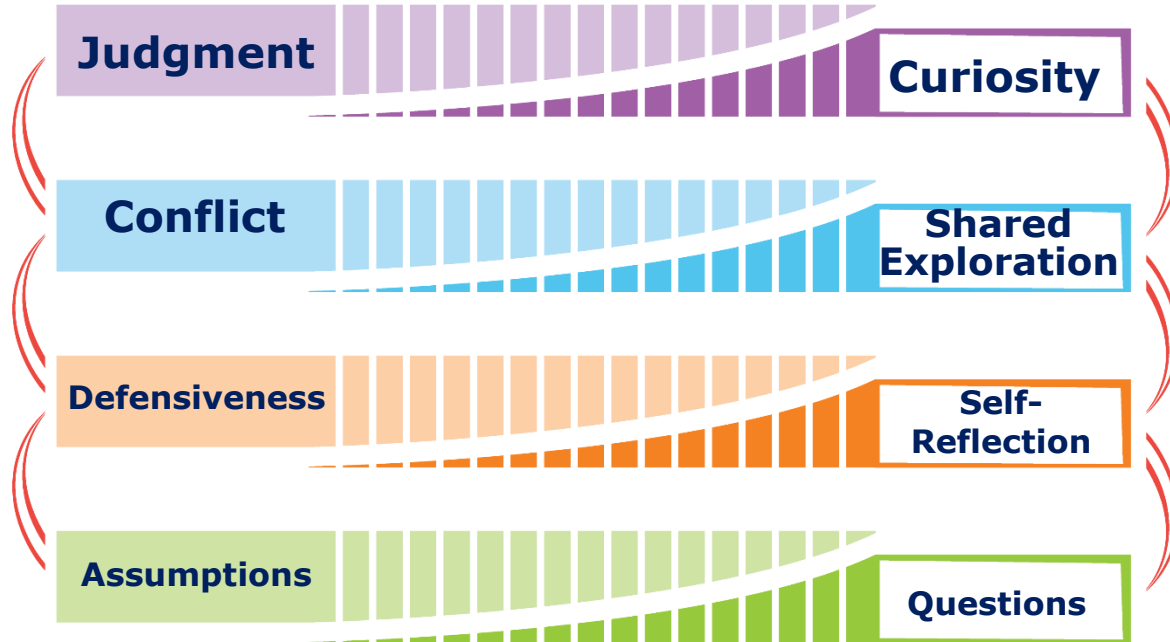 Judgment
Curiosity
Conflict
Shared
Exploration
Defensiveness
Self-
Reflection
Assumptions
Questions